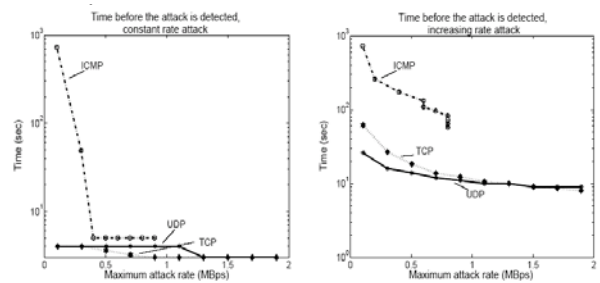 Time before the attack is detected,
constant rate attack
10³
ICMP
10²
Time (sec)
10¹
UDP
TCP
0 0.5 1 1.5 2
Maximum attack rate (MBps)
Time before the attack is detected,
increasing rate attack
10³
ICMP
10²
Time (sec)
TCP
10¹
UDP
10⁰
0 0.5 1 1.5 2
Maximum attack rate (MBps)